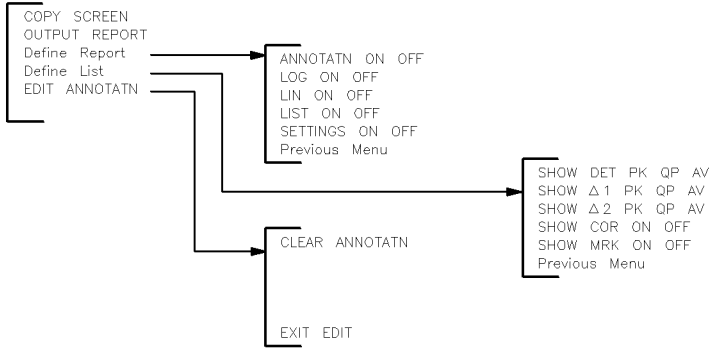 COPY SCREEN
OUTPUT REPORT
Define Report
Define List
EDIT ANNOTATN
ANNOTATN ON OFF
LOG ON OFF
LIN ON OFF
LIST ON OFF
SETTINGS ON OFF
Previous Menu
SHOW DET PK QP AV
SHOW △1 PK QP AV
SHOW △2 PK QP AV
SHOW COR ON OFF
SHOW MRK ON OFF
Previous Menu
CLEAR ANNOTATN
EXIT EDIT